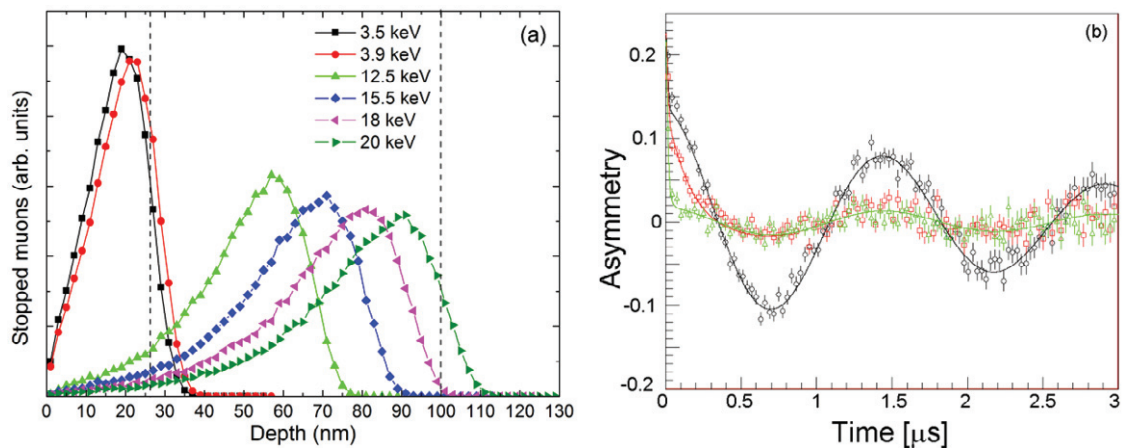 (a)
3.5 keV
3.9 keV
12.5 keV
15.5 keV
18 keV
20 keV
Stopped muons (arb. units)
0 10 20 30 40 50 60 70 80 90 100 110 120 130
Depth (nm)
(b)
Asymmetry
0.2
0.1
0
-0.1
-0.2
0 0.5 1 1.5 2 2.5 3
Time [μs]